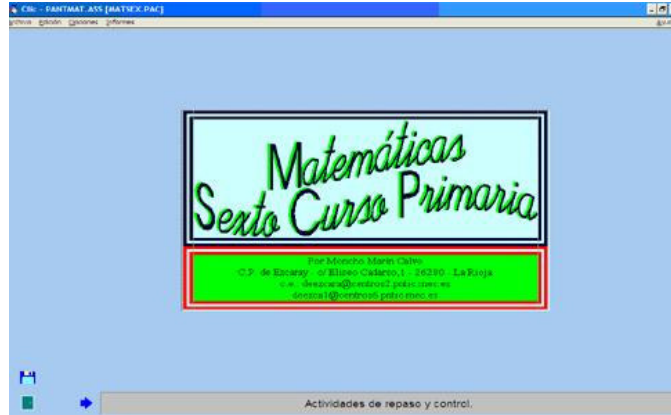 Clic - PANTMAT.ASS [MATSEX.PAC]
Archivo Edición Opciones Informes
Matemáticas
Sexto Curso Primaria
Por Moncho Marín Calvo
C.P. de Ezcaray - c/ Eliseo
1 - 26280 - La Rioja
Actividades de repaso y control.